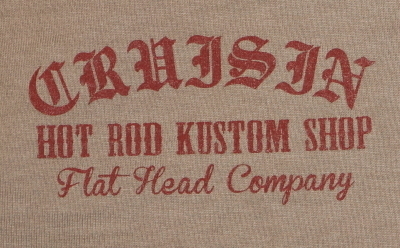 CRUISIN
HOT ROD KUSTOM SHOP
Flat Head Company